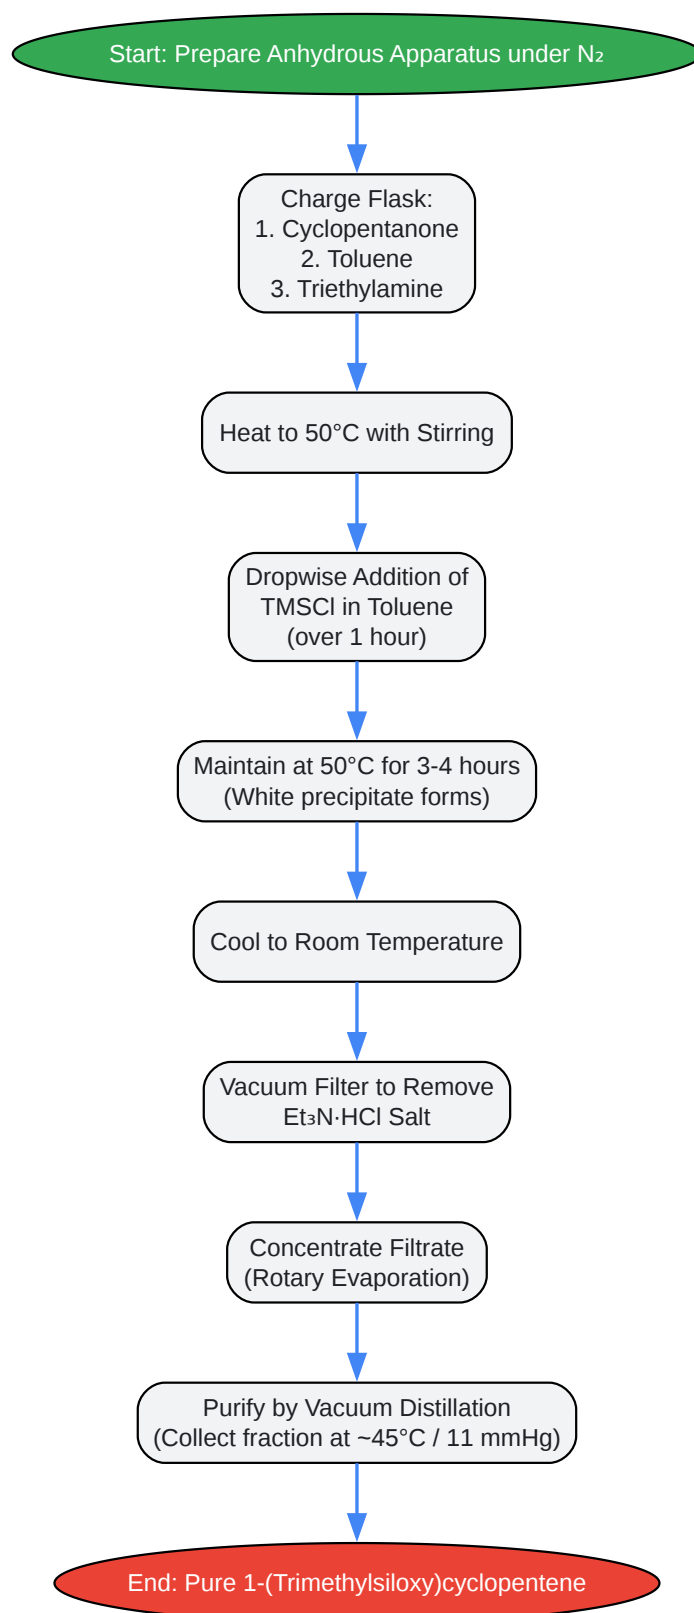 Start: Prepare Anhydrous Apparatus under N₂
Charge Flask:
1. Cyclopentanone
2. Toluene
3. Triethylamine
Heat to 50°C with Stirring
Dropwise Addition of
TMSCl in Toluene
(over 1 hour)
Maintain at 50°C for 3-4 hours
(White precipitate forms)
Cool to Room Temperature
Vacuum Filter to Remove
Et₃N·HCl Salt
Concentrate Filtrate
(Rotary Evaporation)
Purify by Vacuum Distillation
(Collect fraction at ~45°C / 11 mmHg)
End: Pure 1-(Trimethylsiloxy)cyclopentene